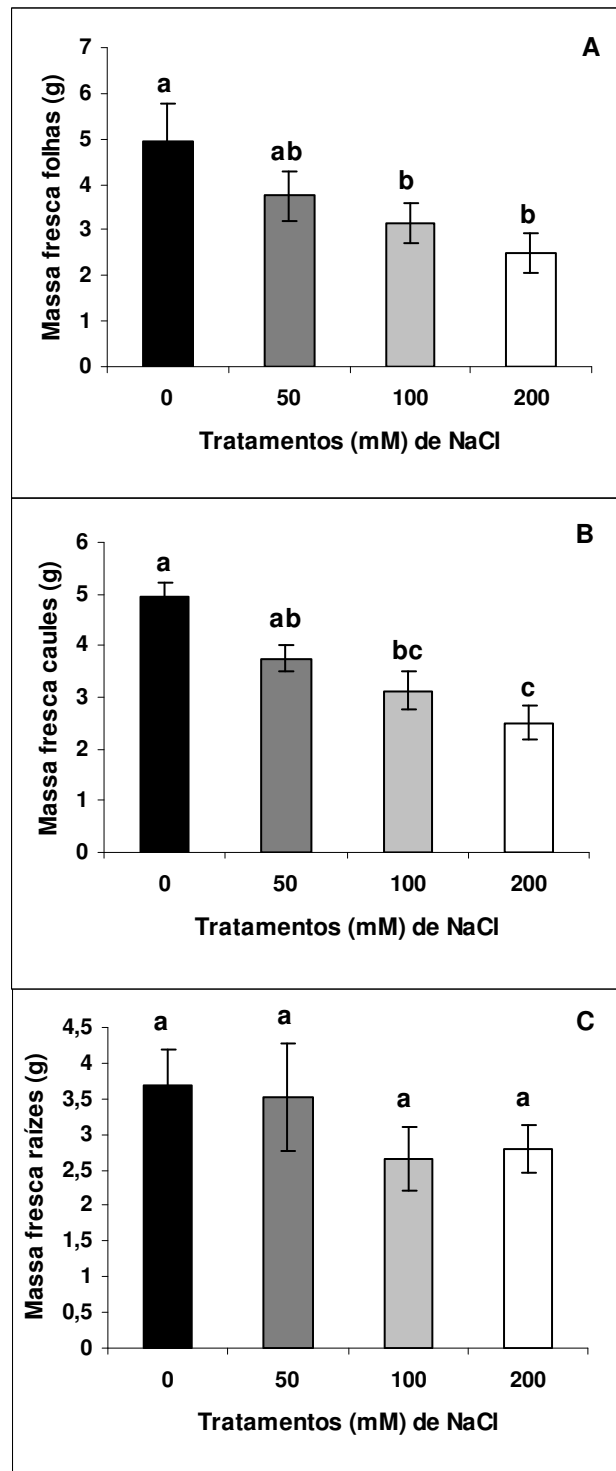 A
Massa fresca folhas (g)
7
6
5
4
3
2
1
0
a
ab
b
b
0 50 100 200
Tratamentos (mM) de NaCl
B
Massa fresca caules (g)
6
5
4
3
2
1
0
a
ab
bc
c
0 50 100 200
Tratamentos (mM) de NaCl
C
Massa fresca raízes (g)
4,5
4
3,5
3
2,5
2
1,5
1
0,5
0
a
a
a
a
0 50 100 200
Tratamentos (mM) de NaCl